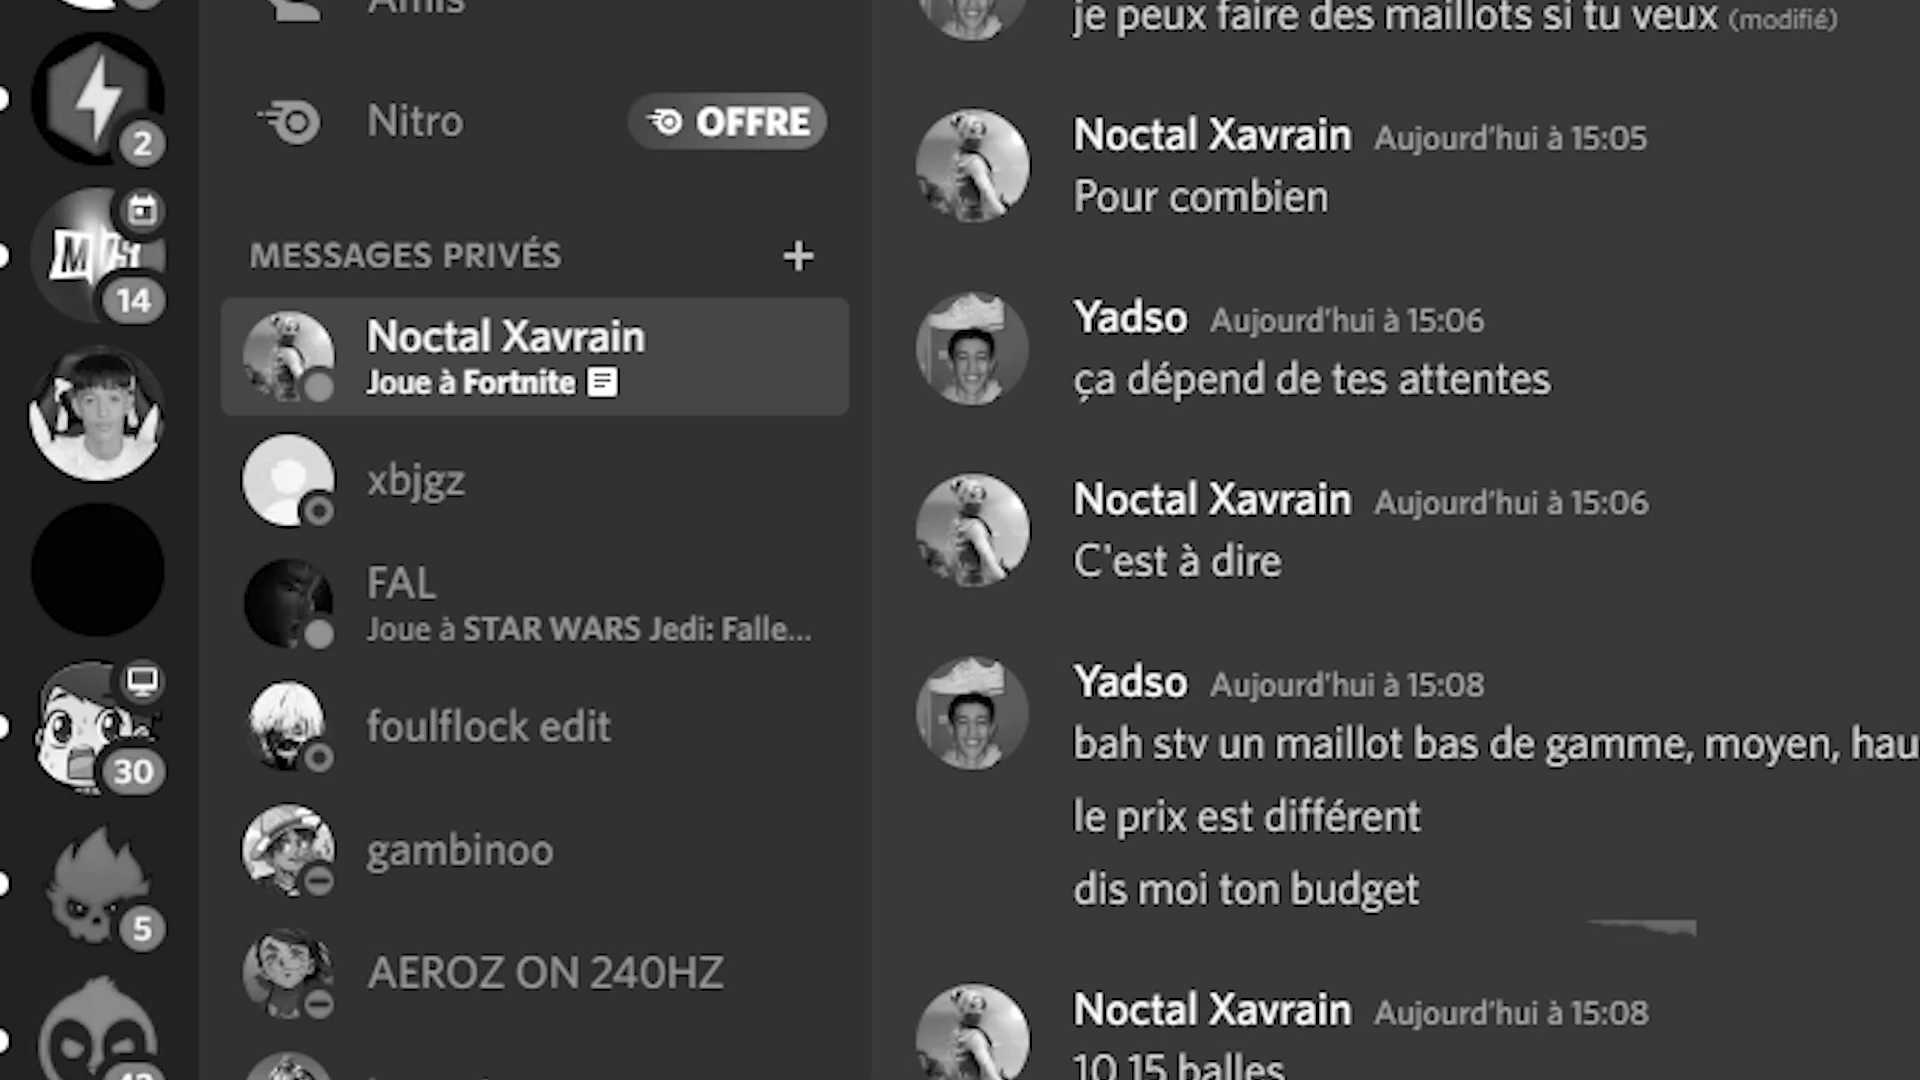 Amis
Nitro
OFFRE
MESSAGES PRIVÉS
Noctal Xavrain
Joue à Fortnite
xbjgz
FAL
Joue à STAR WARS Jedi: Falle...
foulflock edit
gambinoo
AEROZ ON 240HZ
2
14
30
5
je peux faire des maillots si tu veux (modifié)
Noctal Xavrain Aujourd'hui à 15:05
Pour combien
Yadso Aujourd'hui à 15:06
ça dépend de tes attentes
Noctal Xavrain Aujourd'hui à 15:06
C'est à dire
Yadso Aujourd'hui à 15:08
bah stv un maillot bas de gamme, moyen, hau
le prix est différent
dis moi ton budget
Noctal Xavrain Aujourd'hui à 15:08
10 15 balles